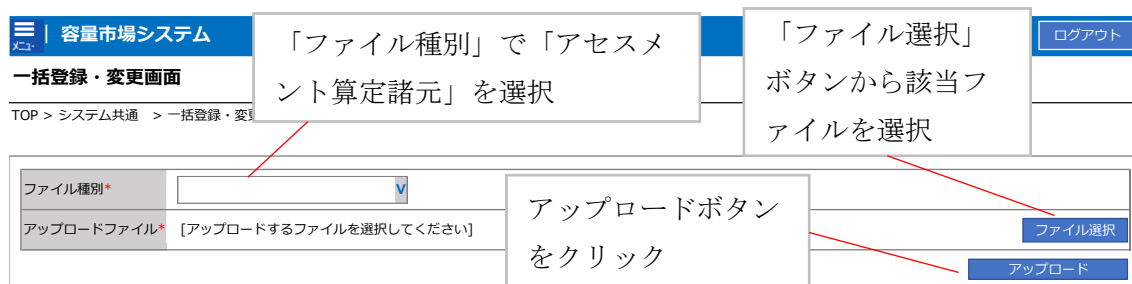 メニュー
容量市場システム
ログアウト
一括登録・変更画面
TOP > システム共通 > 一括登録・変
「ファイル種別」で「アセスメ
ント算定諸元」を選択
「ファイル選択」
ボタンから該当フ
ァイルを選択
ファイル種別*
V
アップロードファイル* [アップロードするファイルを選択してください]
ファイル選択
アップロードボタン
をクリック
アップロード